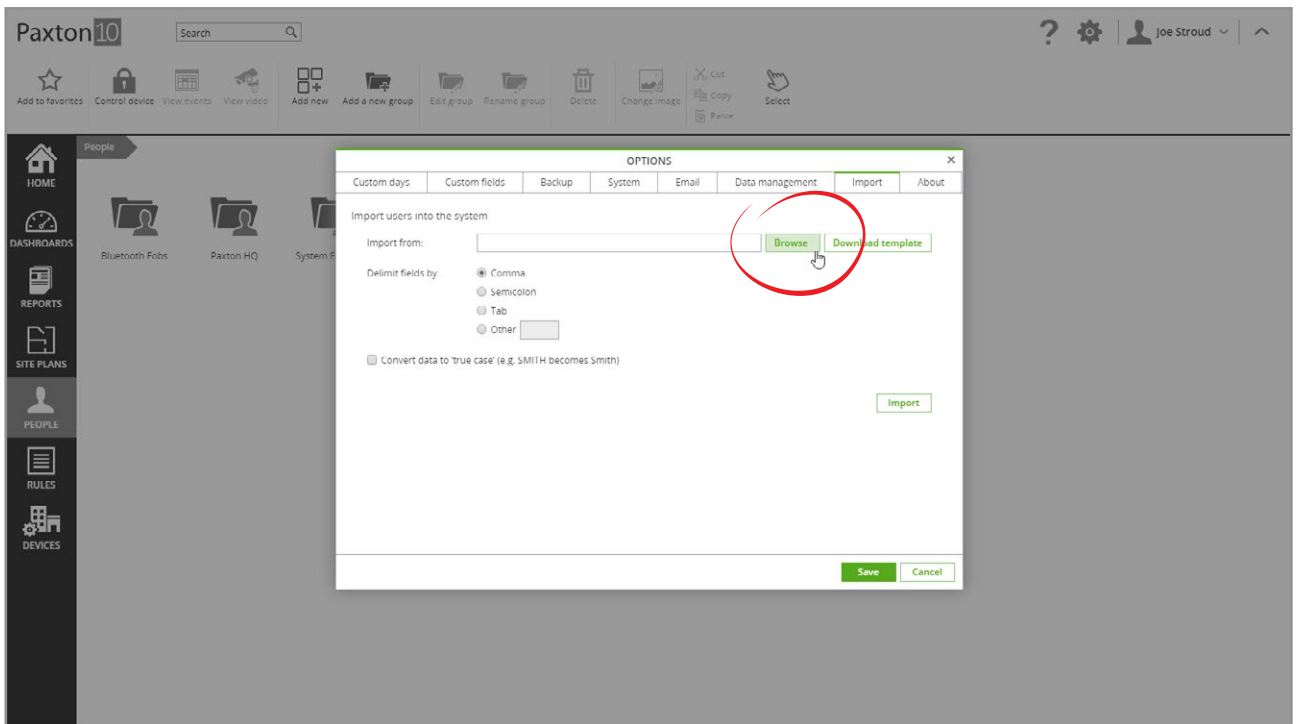 Paxton10
Search
Joe Stroud
Add to favorites
Control device
View events
View video
Add new
Add a new group
Edit group
Rename group
Delete
Change image
Cut
Copy
Paste
Select
HOME
DASHBOARDS
REPORTS
SITE PLANS
PEOPLE
RULES
DEVICES
People
Bluetooth Fobs
Paxton HQ
System E
OPTIONS
Custom days
Custom fields
Backup
System
Email
Data management
Import
About
Import users into the system
Import from:
Browse
Download template
Delimit fields by:
Comma
Semicolon
Tab
Other
Convert data to 'true case' (e.g. SMITH becomes Smith)
Import
Save
Cancel